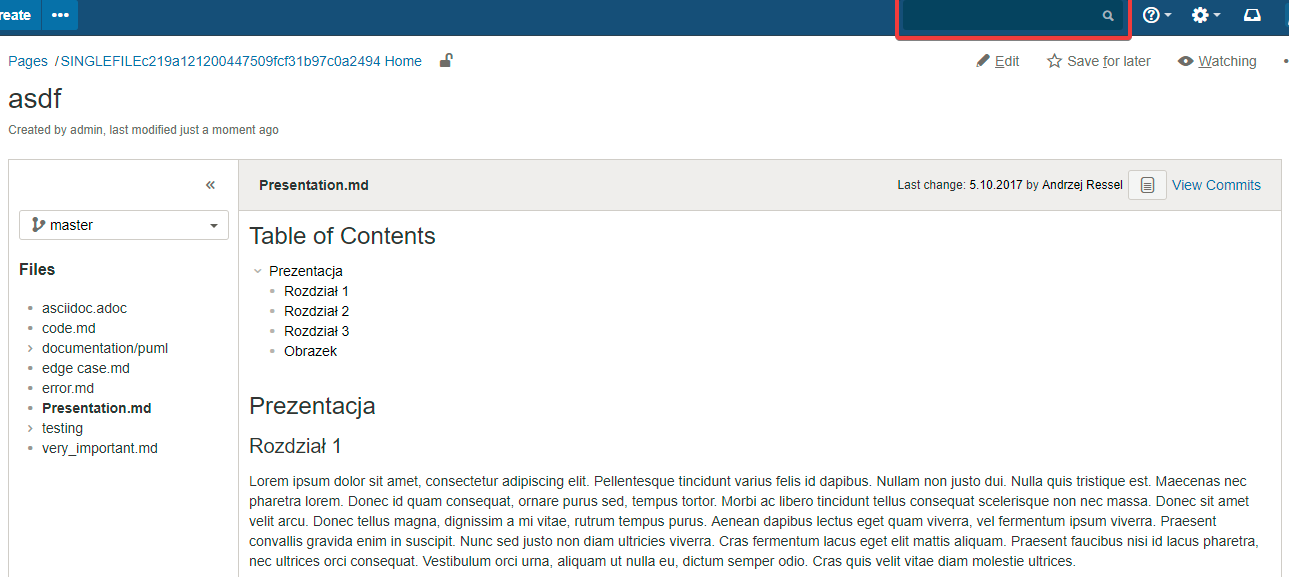 reate
Pages / SINGLEFILEc219a121200447509fcf31b97c0a2494 Home
Edit Save for later Watching
asdf
Created by admin, last modified just a moment ago
«
Presentation.md
Last change: 5.10.2017 by Andrzej Ressel View Commits
master
Files
asciidoc.adoc
code.md
documentation/puml
edge case.md
error.md
Presentation.md
testing
very_important.md
Table of Contents
Prezentacja
Rozdział 1
Rozdział 2
Rozdział 3
Obrazek
Prezentacja
Rozdział 1
Lorem ipsum dolor sit amet, consectetur adipiscing elit. Pellentesque tincidunt varius felis id dapibus. Nullam non justo dui. Nulla quis tristique est. Maecenas nec
pharetra lorem. Donec id quam consequat, ornare purus sed, tempus tortor. Morbi ac libero tincidunt tellus consequat scelerisque non nec massa. Donec sit amet
velit arcu. Donec tellus magna, dignissim a mi vitae, rutrum tempus purus. Aenean dapibus lectus eget quam viverra, vel fermentum ipsum viverra. Praesent
convallis gravida enim in suscipit. Nunc sed justo non diam ultricies viverra. Cras fermentum lacus eget elit mattis aliquam. Praesent faucibus nisi id lacus pharetra,
nec ultrices orci consequat. Vestibulum orci urna, aliquam ut nulla eu, dictum semper odio. Cras quis velit vitae diam molestie ultrices.